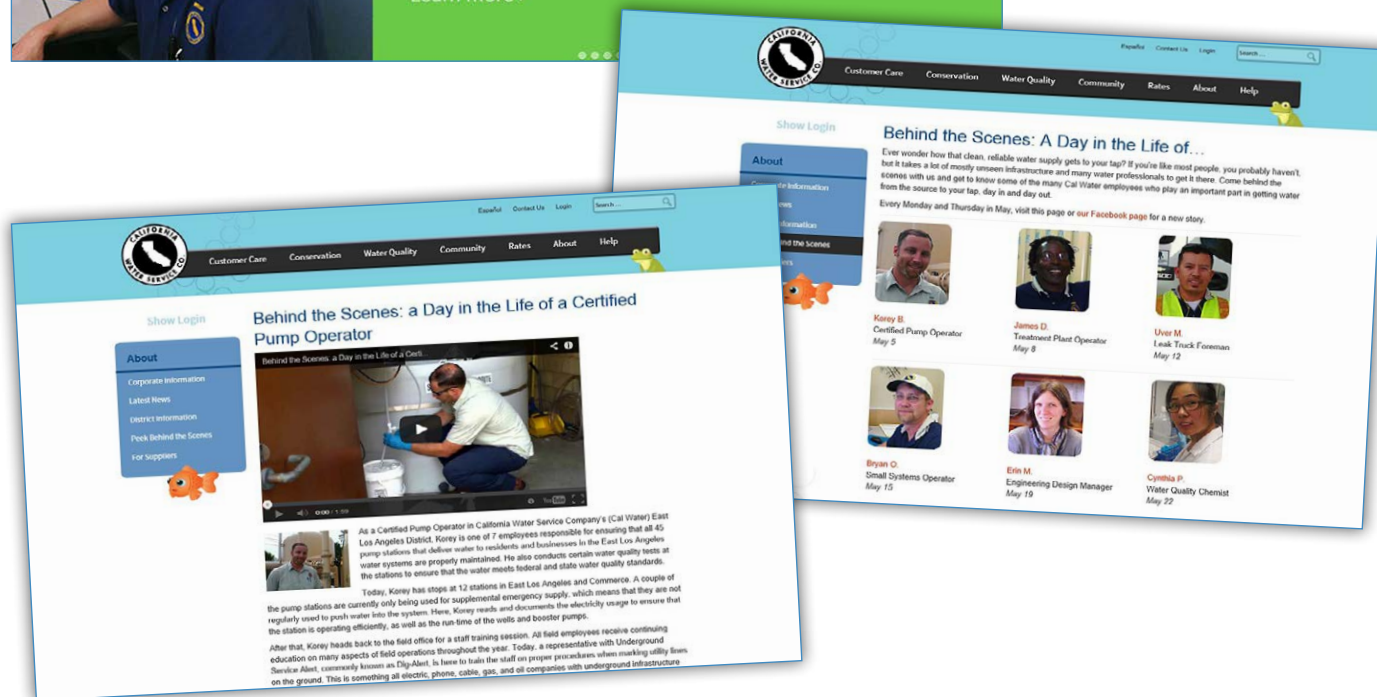 CALIFORNIA
WATER SERVICE CO.
Español Contact Us Login Search ...
Customer Care Conservation Water Quality Community Rates About Help
Show Login
About
Corporate Information
Behind the Scenes: A Day in the Life of…
Ever wonder how that clean, reliable water supply gets to your tap? If you're like most people, you probably haven't,
but it takes a lot of mostly unseen infrastructure and many water professionals to get it there. Come behind the
scenes with us and get to know some of the many Cal Water employees who play an important part in getting water
from the source to your tap, day in and day out.
Every Monday and Thursday in May, visit this page or our Facebook page for a new story.
Korey B.
Certified Pump Operator
May 5
James D.
Treatment Plant Operator
May 8
Uver M.
Leak Truck Foreman
May 12
Bryan O.
Small Systems Operator
May 15
Erin M.
Engineering Design Manager
May 19
Cynthia P.
Water Quality Chemist
May 22
CALIFORNIA
WATER SERVICE CO.
Español Contact Us Login Search ...
Customer Care Conservation Water Quality Community Rates About Help
Show Login
About
Corporate Information
Latest News
District Information
Peek Behind the Scenes
For Suppliers
Behind the Scenes: a Day in the Life of a Certified
Pump Operator
Behind the Scenes: a Day in the Life of a Certi...
0:00 / 1:59
YouTube
As a Certified Pump Operator in California Water Service Company's (Cal Water) East
Los Angeles District, Korey is one of 7 employees responsible for ensuring that all 45
pump stations that deliver water to residents and businesses in the East Los Angeles
water systems are properly maintained. He also conducts certain water quality tests at
the stations to ensure that the water meets federal and state water quality standards.
Today, Korey has stops at 12 stations in East Los Angeles and Commerce. A couple of
the pump stations are currently only being used for supplemental emergency supply, which means that they are not
regularly used to push water into the system. Here, Korey reads and documents the electricity usage to ensure that
the station is operating efficiently, as well as the run-time of the wells and booster pumps.
After that, Korey heads back to the field office for a staff training session. All field employees receive continuing
education on many aspects of field operations throughout the year. Today, a representative with Underground
Service Alert, commonly known as Dig-Alert, is here to train the staff on proper procedures when marking utility lines
on the ground. This is something all electric, phone, cable, gas, and oil companies with underground infrastructure